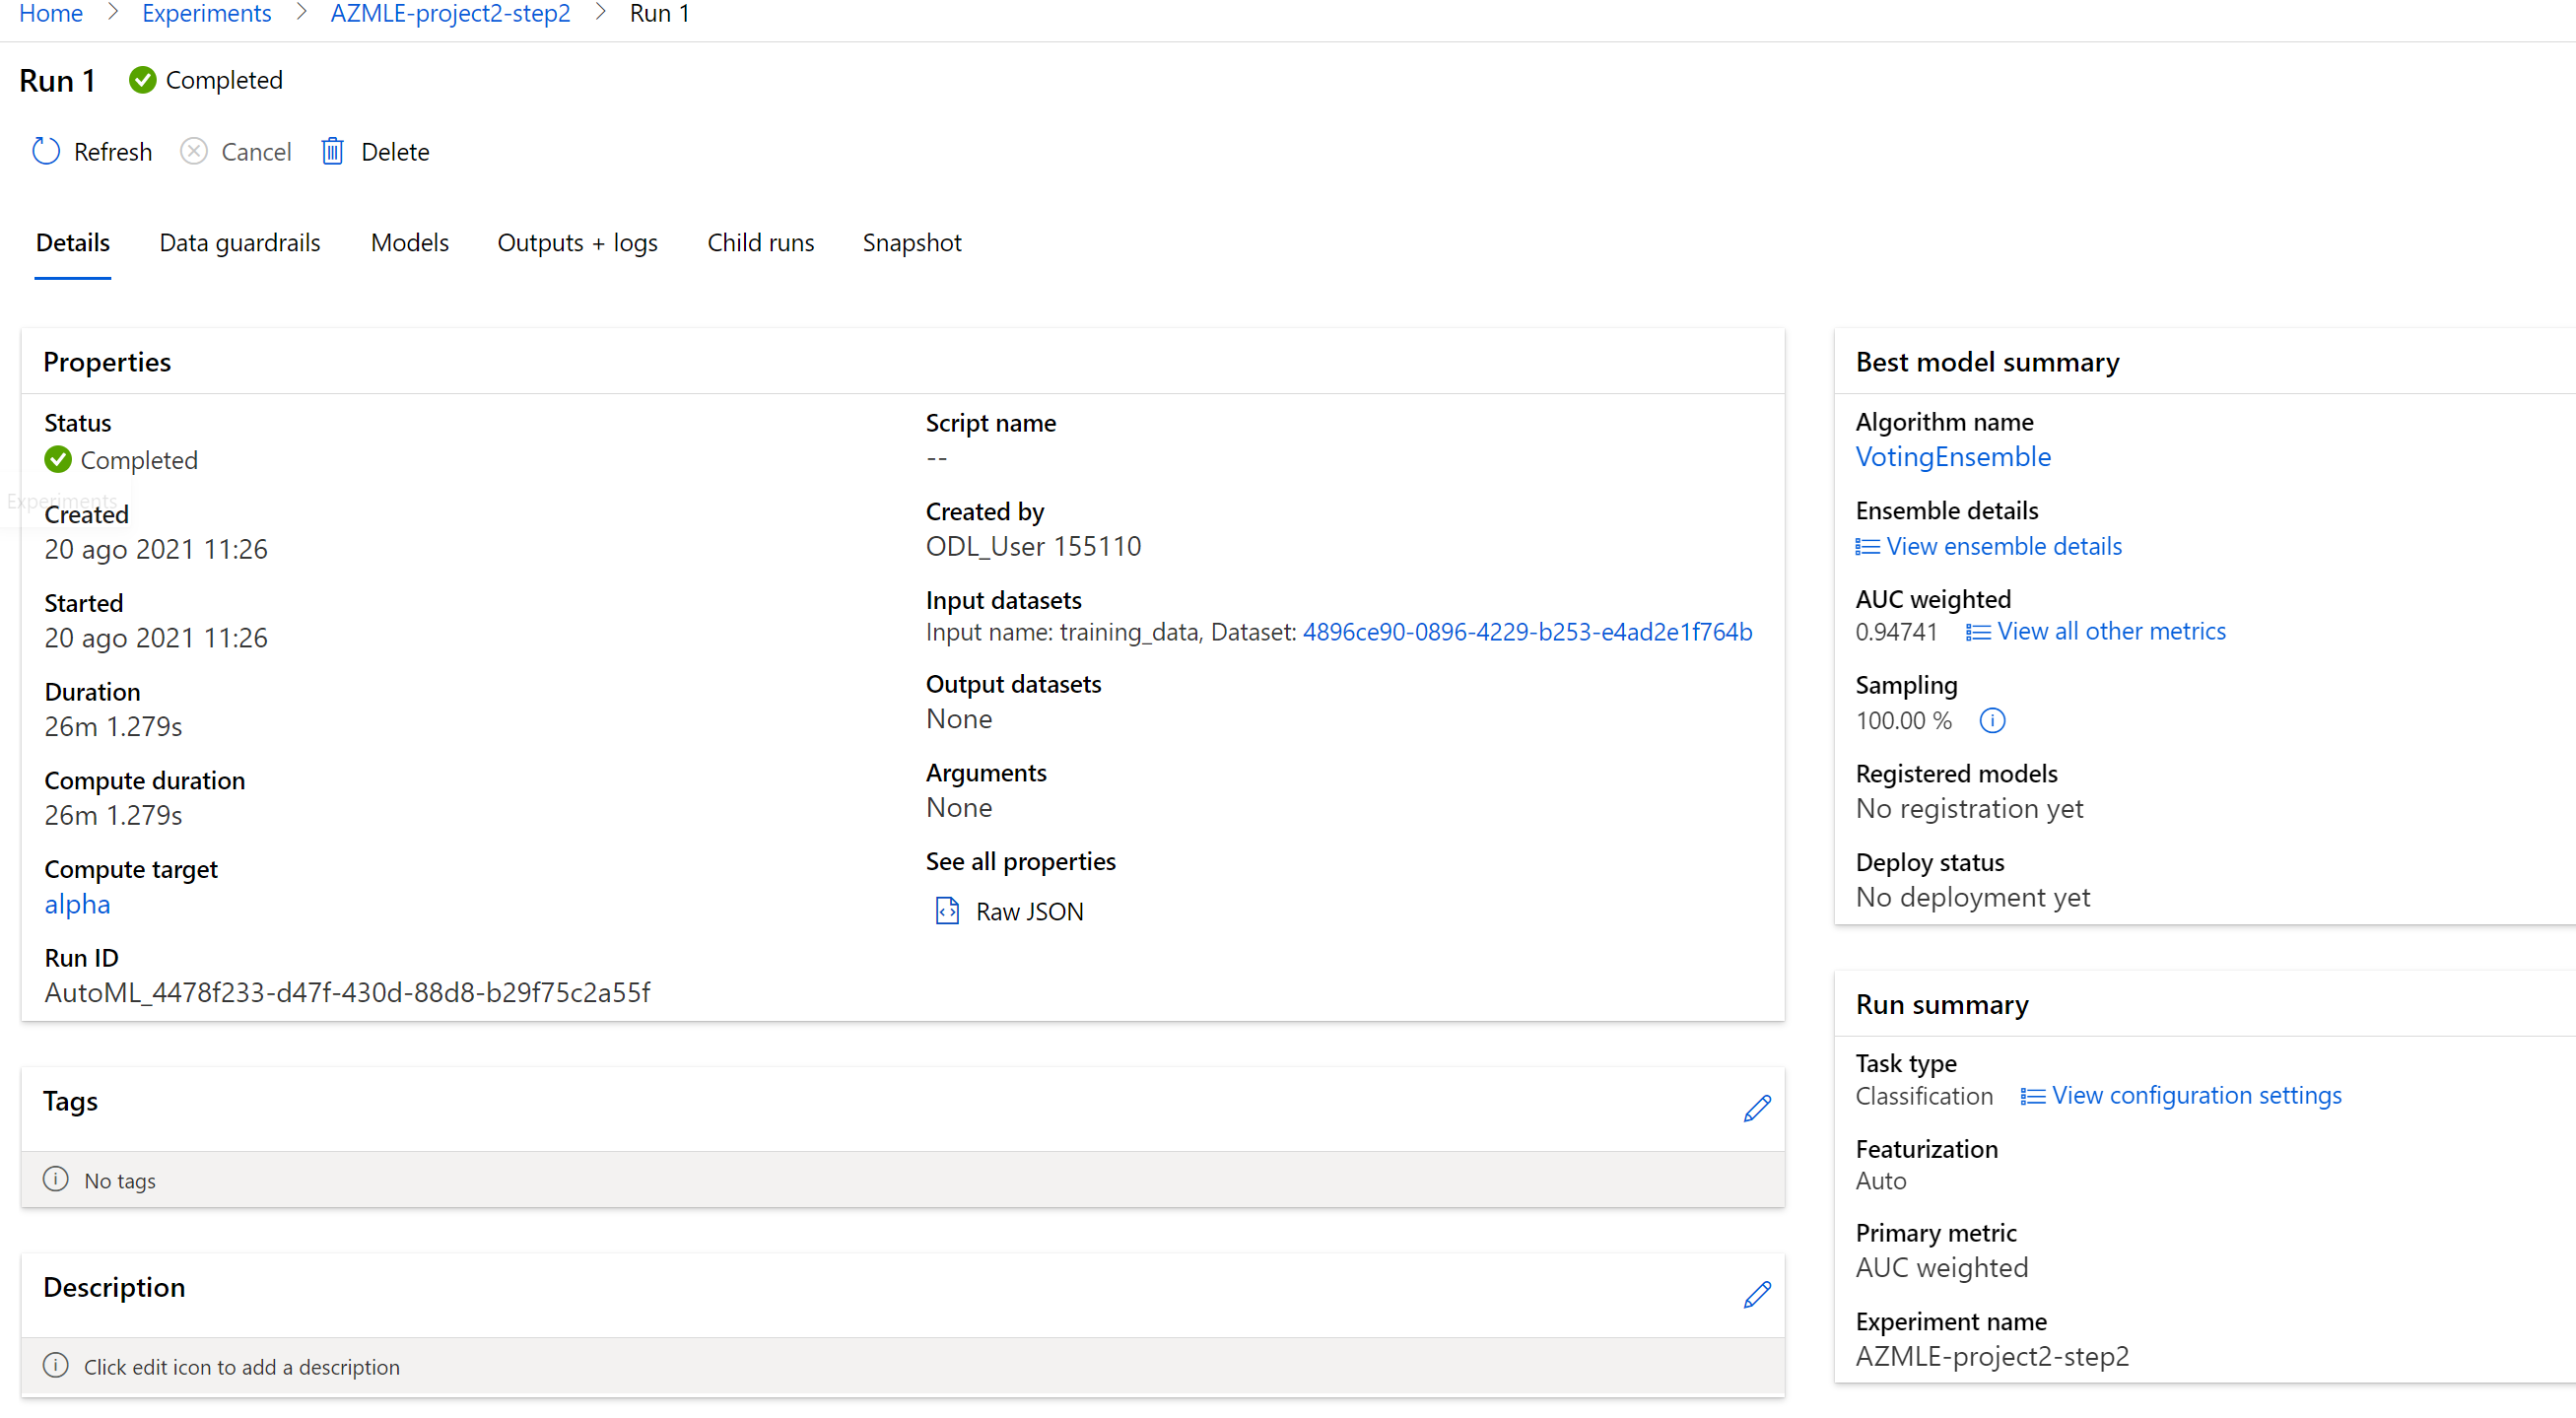 Home > Experiments > AZMLE-project2-step2 > Run 1
Run 1 Completed
Refresh Cancel Delete
Details Data guardrails Models Outputs + logs Child runs Snapshot
Properties
Status
Completed
Experiments
Created
20 ago 2021 11:26
Started
20 ago 2021 11:26
Duration
26m 1.279s
Compute duration
26m 1.279s
Compute target
alpha
Run ID
AutoML_4478f233-d47f-430d-88d8-b29f75c2a55f
Script name
--
Created by
ODL_User 155110
Input datasets
Input name: training_data, Dataset: 4896ce90-0896-4229-b253-e4ad2e1f764b
Output datasets
None
Arguments
None
See all properties
Raw JSON
Tags
No tags
Description
Click edit icon to add a description
Best model summary
Algorithm name
VotingEnsemble
Ensemble details
View ensemble details
AUC weighted
0.94741 View all other metrics
Sampling
100.00 %
Registered models
No registration yet
Deploy status
No deployment yet
Run summary
Task type
Classification View configuration settings
Featurization
Auto
Primary metric
AUC weighted
Experiment name
AZMLE-project2-step2